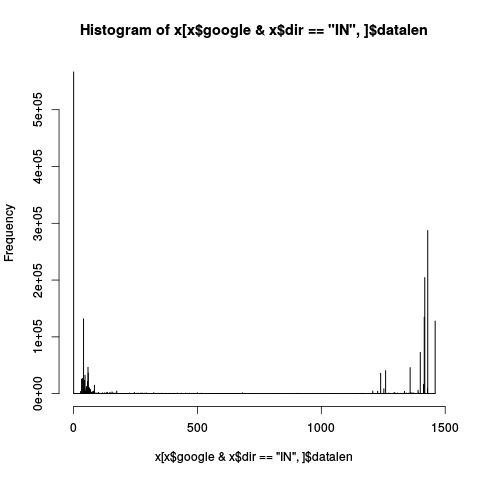 Histogram of x[x$google & x$dir == "IN", ]$datalen
Frequency
5e+05
4e+05
3e+05
2e+05
1e+05
0e+00
0 500 1000 1500
x[x$google & x$dir == "IN", ]$datalen